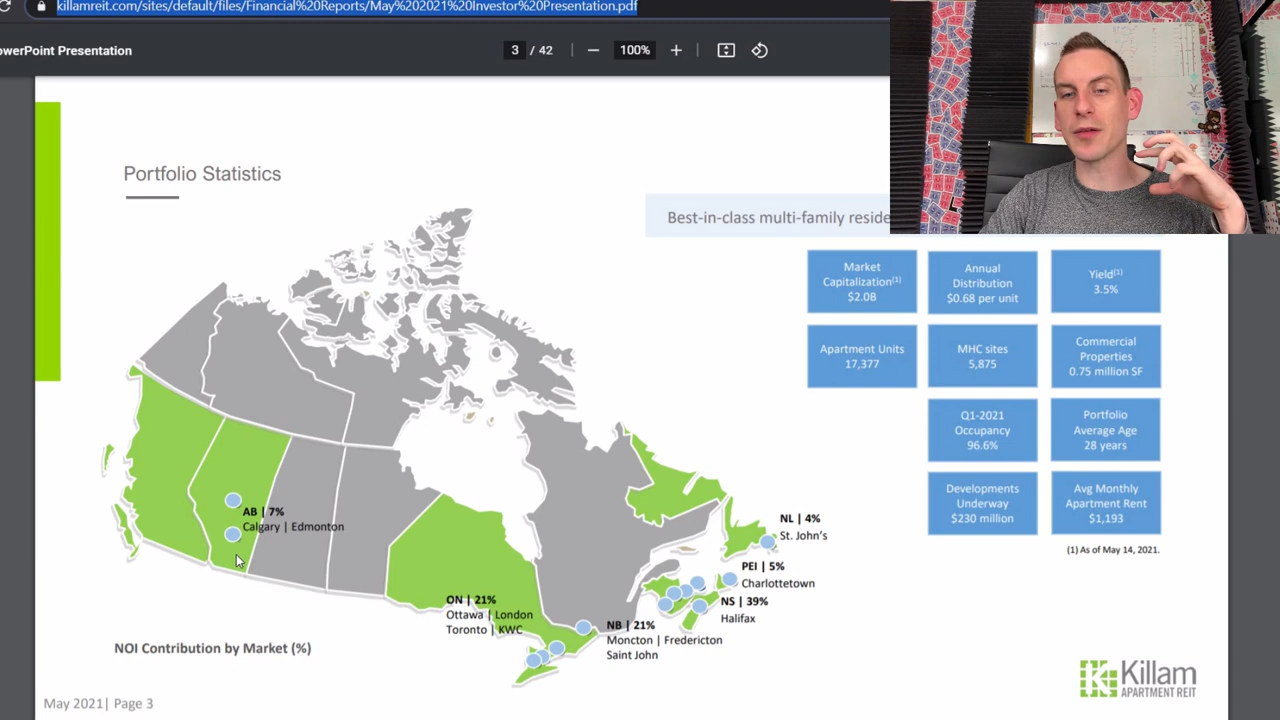 killamreit.com/sites/default/files/Financial%20Reports/May%202021%20Investor%20Presentation.pdf
owerPoint Presentation
3 / 42
100%
Portfolio Statistics
Best-in-class multi-family reside
Market
Capitalization(1)
$2.0B
Annual
Distribution
$0.68 per unit
Yield(1)
3.5%
Apartment Units
17,377
MHC sites
5,875
Commercial
Properties
0.75 million SF
Q1-2021
Occupancy
96.6%
Portfolio
Average Age
28 years
Developments
Underway
$230 million
Avg Monthly
Apartment Rent
$1,193
(1) As of May 14, 2021.
AB | 7%
Calgary | Edmonton
NL | 4%
St. John's
PEI | 5%
Charlottetown
NS | 39%
Halifax
ON | 21%
Ottawa | London
Toronto | KWC
NB | 21%
Moncton | Fredericton
Saint John
NOI Contribution by Market (%)
May 2021| Page 3
Killam
APARTMENT REIT